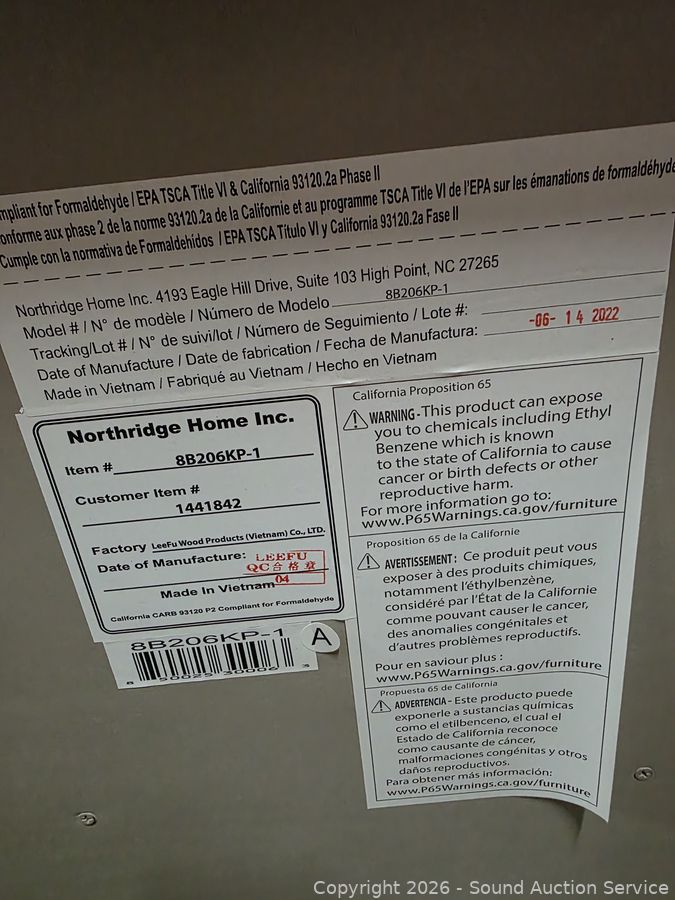 mpliant for Formaldehyde / EPA TSCA Title VI & California 93120.2a Phase II
onforme aux phase 2 de la norme 93120.2a de la Californie et au programme TSCA Title VI de l'EPA sur les émanations de formaldéhyde
Cumple con la normativa de Formaldehidos / EPA TSCA Titulo VI y California 93120.2a Fase II
Northridge Home Inc. 4193 Eagle Hill Drive, Suite 103 High Point, NC 27265
Model # / N° de modèle / Número de Modelo 8B206KP-1
Tracking/Lot # / N° de suivi/lot / Número de Seguimiento / Lote #:
Date of Manufacture / Date de fabrication / Fecha de Manufactura: -06- 14 2022
Made in Vietnam / Fabriqué au Vietnam / Hecho en Vietnam
Northridge Home Inc.
Item # 8B206KP-1
Customer Item #
1441842
Factory LeeFu Wood Products (Vietnam) Co., LTD.
Date of Manufacture:
LEEFU
QC合格章
04
Made In Vietnam
California CARB 93120 P2 Compliant for Formaldehyde
8B206KP-1
A
California Proposition 65
WARNING-This product can expose
you to chemicals including Ethyl
Benzene which is known
to the state of California to cause
cancer or birth defects or other
reproductive harm.
For more information go to:
www.P65Warnings.ca.gov/furniture
Proposition 65 de la Californie
AVERTISSEMENT: Ce produit peut vous
exposer à des produits chimiques,
notamment l'éthylbenzène,
considéré par l'État de la Californie
comme pouvant causer le cancer,
des anomalies congénitales et
d'autres problèmes reproductifs.
Pour en saviour plus :
www.P65Warnings.ca.gov/furniture
Propuesta 65 de California
ADVERTENCIA - Este producto puede
exponerle a sustancias químicas
como el etilbenceno, el cual el
Estado de California reconoce
como causante de cáncer,
malformaciones congénitas y otros
daños reproductivos.
Para obtener más información:
www.P65Warnings.ca.gov/furniture
Copyright 2026 - Sound Auction Service